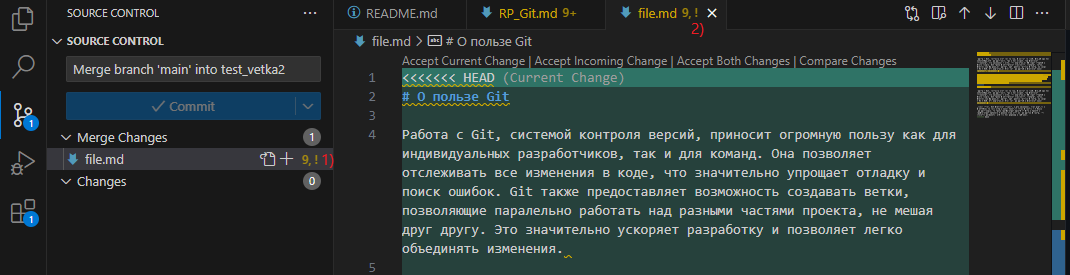 SOURCE CONTROL
SOURCE CONTROL
Merge branch 'main' into test_vetka2
Commit
Merge Changes 1
file.md 9, ! 1)
Changes 0
1
1
README.md
RP_Git.md 9+
file.md 9, !
2)
file.md > abc # О пользе Git
Accept Current Change | Accept Incoming Change | Accept Both Changes | Compare Changes
1 <<<<<<< HEAD (Current Change)
2 # О пользе Git
3
4 Работа с Git, системой контроля версий, приносит огромную пользу как для
индивидуальных разработчиков, так и для команд. Она позволяет
отслеживать все изменения в коде, что значительно упрощает отладку и
поиск ошибок. Git также предоставляет возможность создавать ветки,
позволяющие паралельно работать над разными частями проекта, не мешая
друг другу. Это значительно ускоряет разработку и позволяет легко
объединять изменения.
5